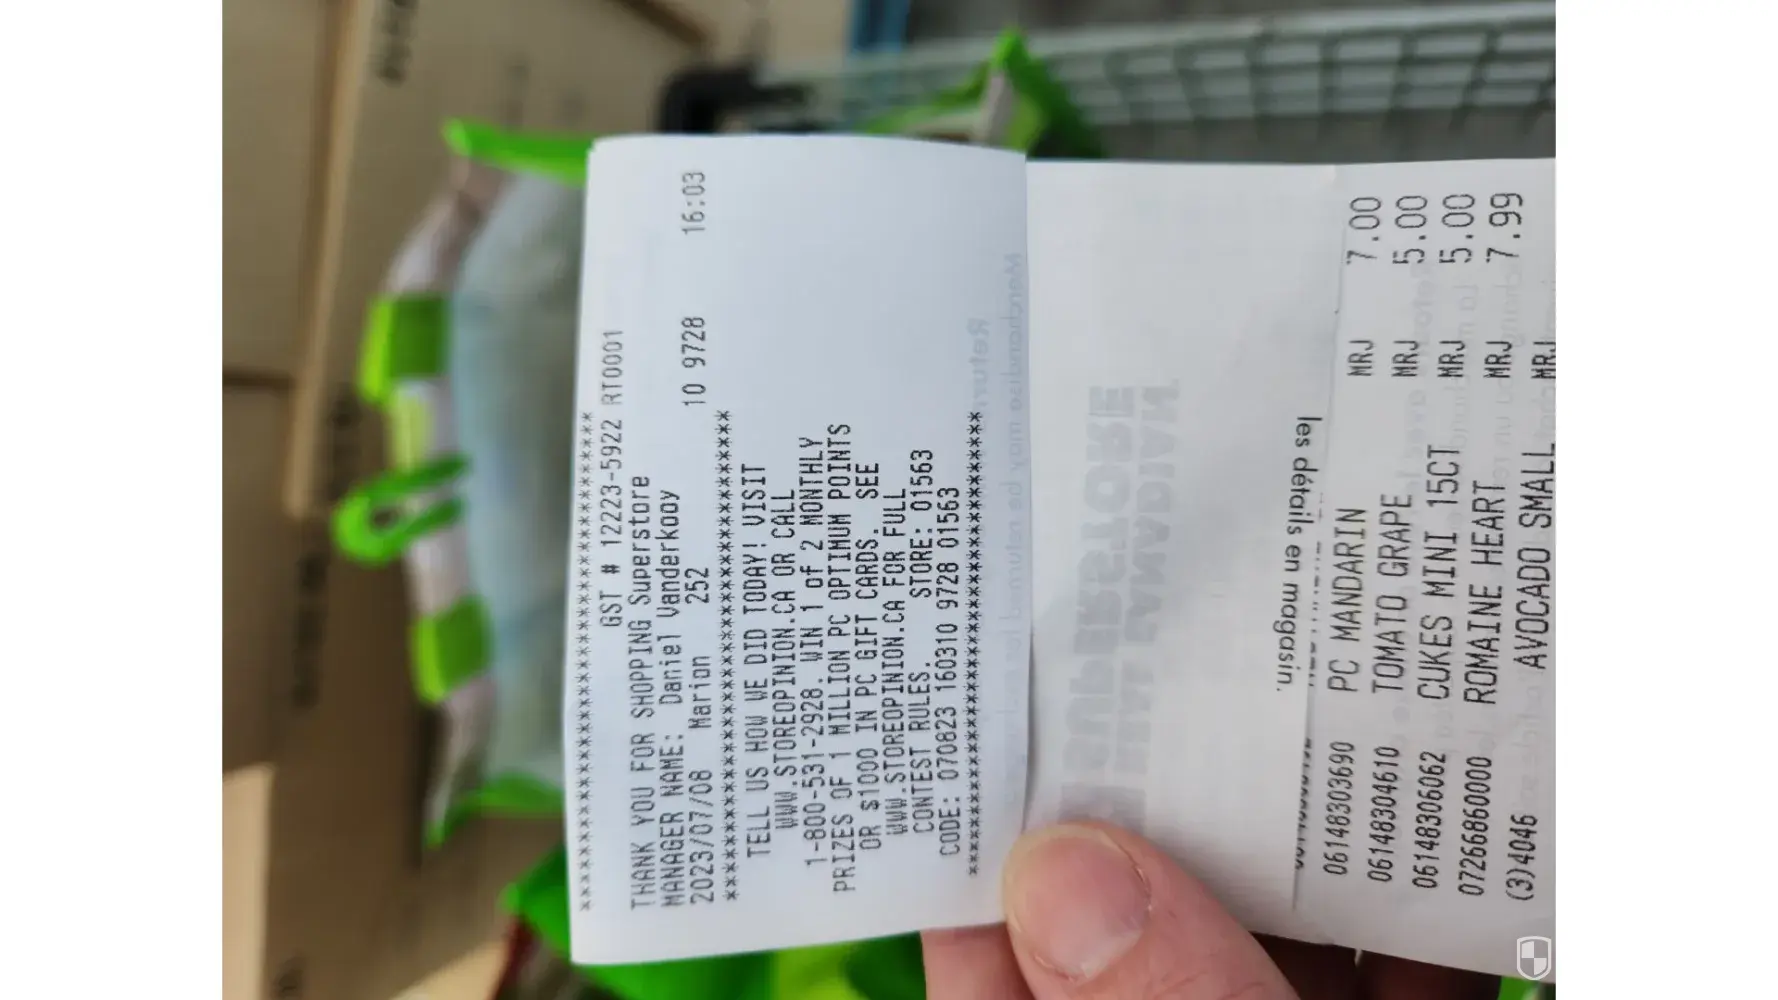 *****************************************
GST # 12223-5922 RT0001
THANK YOU FOR SHOPPING Superstore
MANAGER NAME: Daniel Vanderkooy
2023/07/08 Marion 252 10 9728 16:03
*****************************************
TELL US HOW WE DID TODAY! VISIT
WWW.STOREOPINION.CA OR CALL
1-800-531-2928. WIN 1 of 2 MONTHLY
PRIZES OF 1 MILLION PC OPTIMUM POINTS
OR $1000 IN PC GIFT CARDS. SEE
WWW.STOREOPINION.CA FOR FULL
CONTEST RULES. STORE: 01563
CODE: 070823 160310 9728 01563
*****************************************
SUPERSTORE
les détails en magasin.
06148303690 PC MANDARIN MRJ 7.00
06148304610 TOMATO GRAPE MRJ 5.00
06148306062 CUKES MINI 15CT MRJ 5.00
07266860000 ROMAINE HEART MRJ 7.99
(3)4046 AVOCADO SMALL MRJ